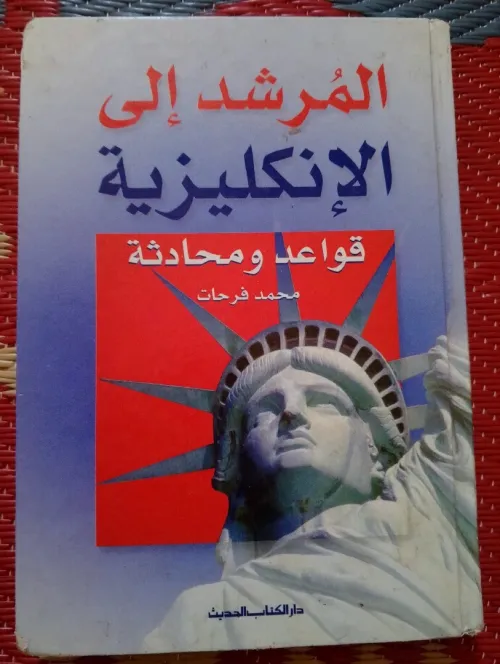 المُرشد إلى
الإنكليزية
قواعد ومحادثة
محمد فرحات
دار الكتاب الحديث